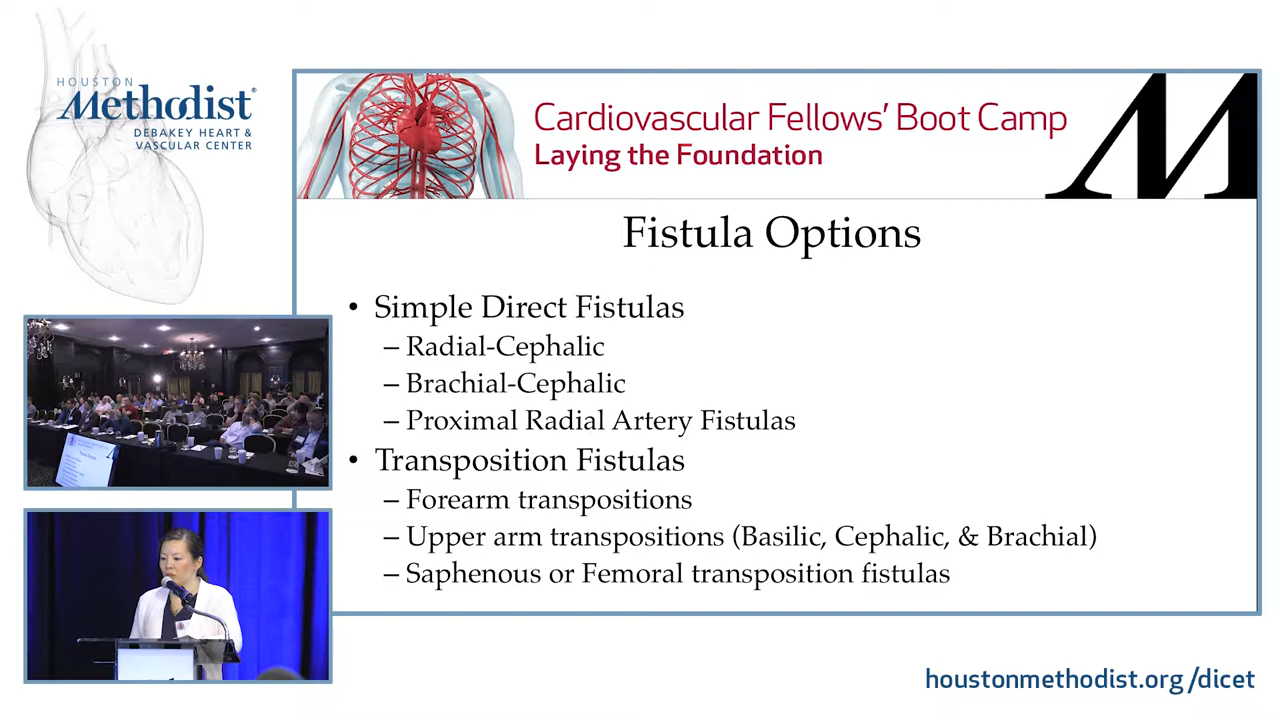 HOUSTON
Methodist®
DEBAKEY HEART &
VASCULAR CENTER
Cardiovascular Fellows' Boot Camp
Laying the Foundation
M
Fistula Options
• Simple Direct Fistulas
– Radial-Cephalic
– Brachial-Cephalic
– Proximal Radial Artery Fistulas
• Transposition Fistulas
– Forearm transpositions
– Upper arm transpositions (Basilic, Cephalic, & Brachial)
– Saphenous or Femoral transposition fistulas
houstonmethodist.org/dicet